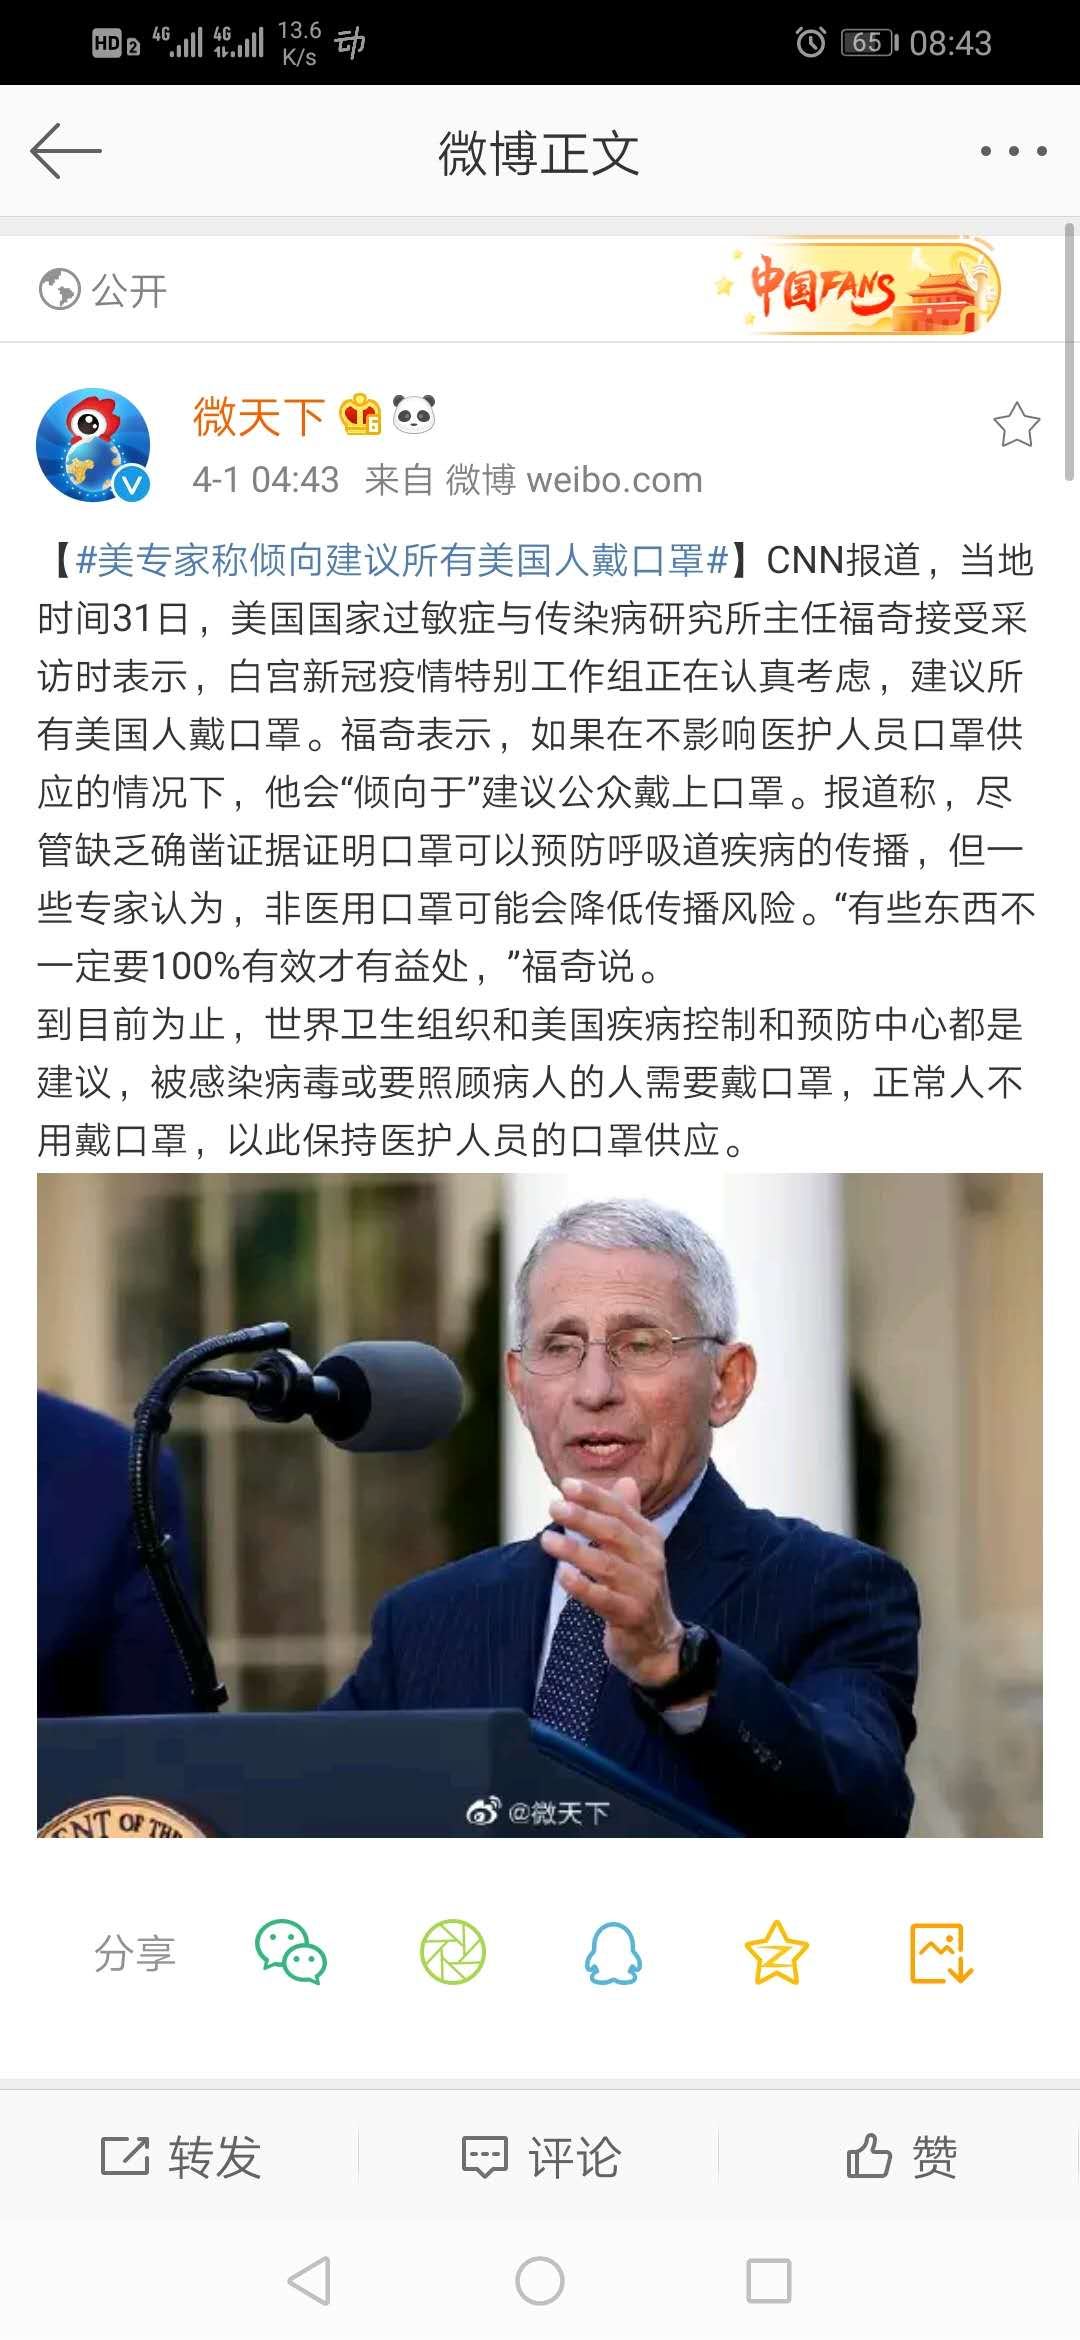 HD 2 4G 4G 13.6 K/s 65 08:43
微博正文
公开
中国FANS
微天下 6
4-1 04:43 来自 微博 weibo.com
【#美专家称倾向建议所有美国人戴口罩#】CNN报道，当地
时间31日，美国国家过敏症与传染病研究所主任福奇接受采
访时表示，白宫新冠疫情特别工作组正在认真考虑，建议所
有美国人戴口罩。福奇表示，如果在不影响医护人员口罩供
应的情况下，他会“倾向于”建议公众戴上口罩。报道称，尽
管缺乏确凿证据证明口罩可以预防呼吸道疾病的传播，但一
些专家认为，非医用口罩可能会降低传播风险。“有些东西不
一定要100%有效才有益处，”福奇说。
到目前为止，世界卫生组织和美国疾病控制和预防中心都是
建议，被感染病毒或要照顾病人的人需要戴口罩，正常人不
用戴口罩，以此保持医护人员的口罩供应。
ENT OF THE
@微天下
分享
转发 评论 赞